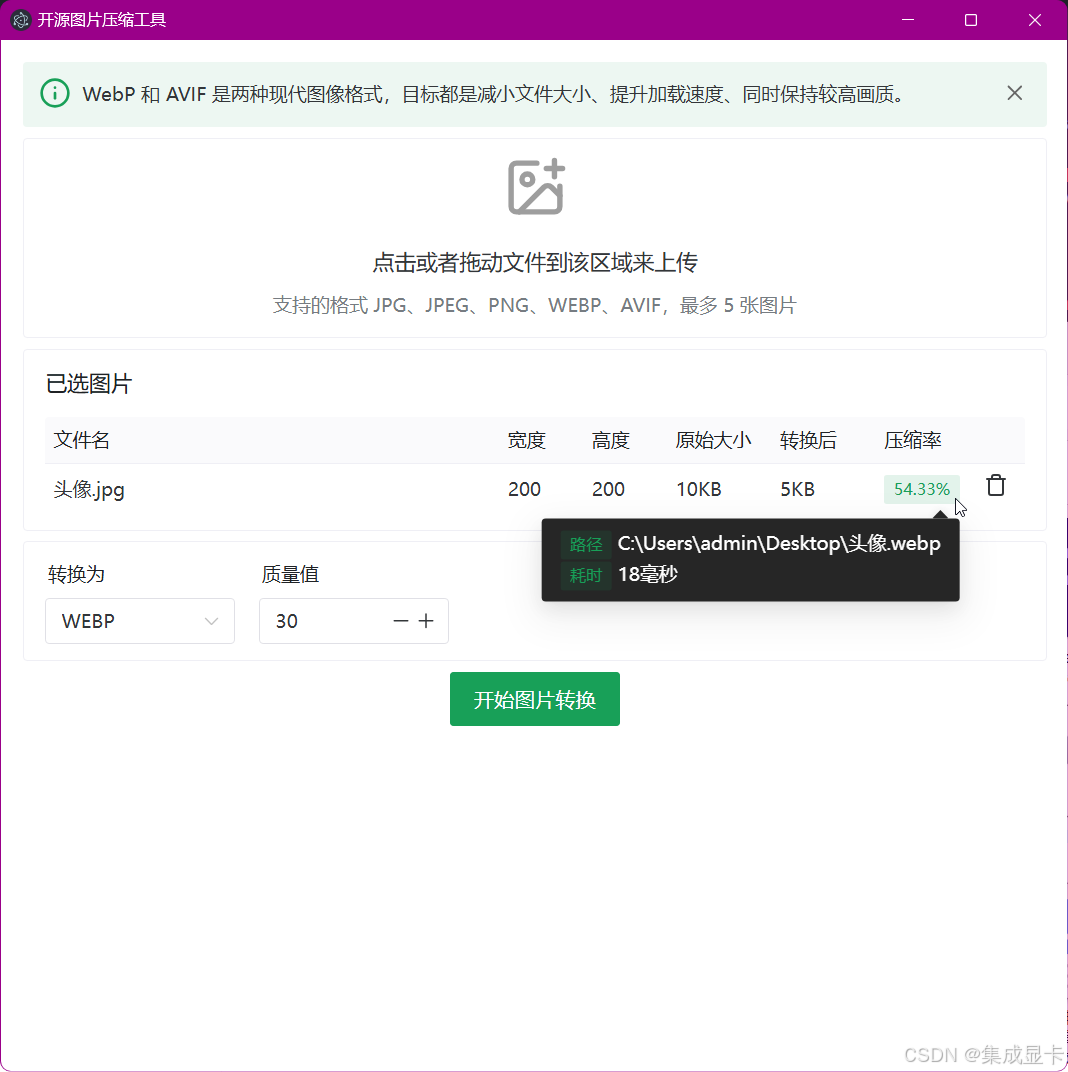 开源图片压缩工具
WebP 和 AVIF 是两种现代图像格式，目标都是减小文件大小、提升加载速度、同时保持较高画质。
点击或者拖动文件到该区域来上传
支持的格式 JPG、JPEG、PNG、WEBP、AVIF，最多 5 张图片
已选图片
文件名 宽度 高度 原始大小 转换后 压缩率
头像.jpg 200 200 10KB 5KB 54.33%
路径 C:\Users\admin\Desktop\头像.webp
耗时 18毫秒
转换为 质量值
WEBP 30
开始图片转换
CSDN @集成显卡